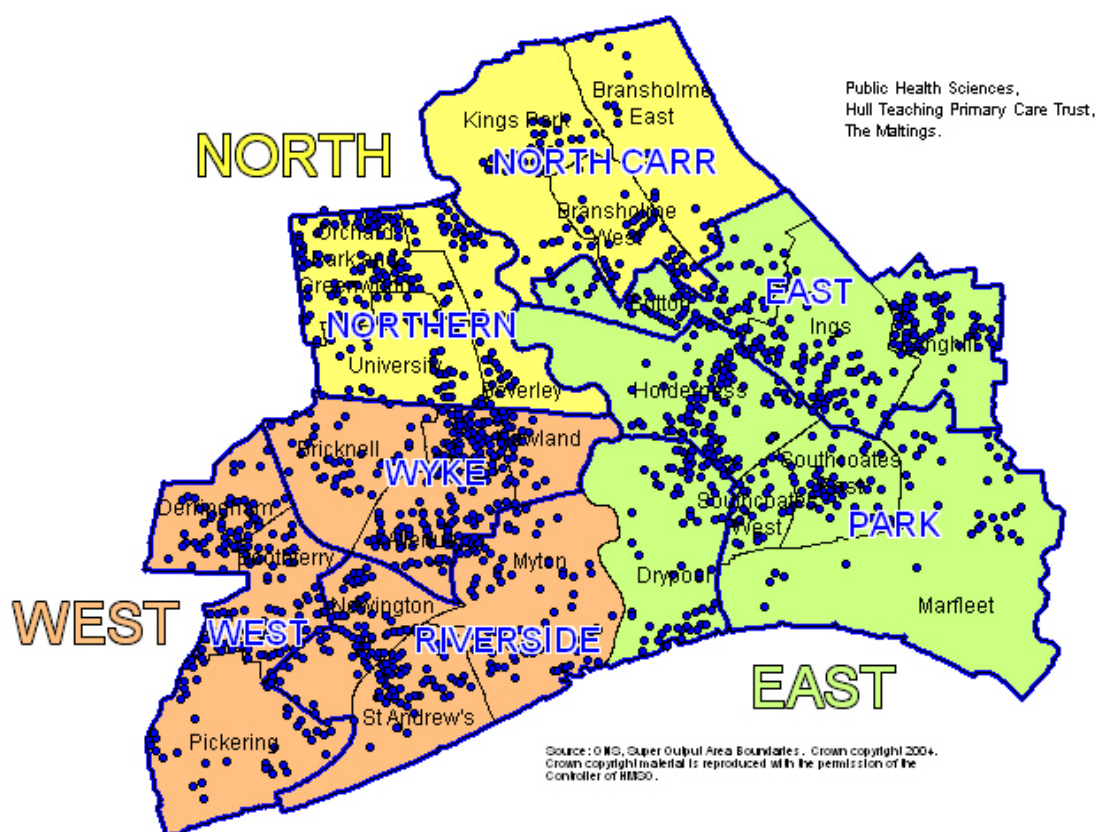 Public Health Sciences,
Hull Teaching Primary Care Trust,
The Maltings.
Bransholme
East
Kings Park
NORTH
NORTH CARR
Bransholme
West
Orchard
Park and
Greenwood
EAST
Sutton
Ings
NORTHERN
Longhill
University
Beverley
Holderness
Newland
Bricknell
WYKE
Southcoates
East
Derringham
Southcoates
West
PARK
Avenue
Boothferry
Myton
Drypool
Newington
Marfleet
WEST
WEST
RIVERSIDE
EAST
St Andrew's
Pickering
Source: ONS, Super Output Area Boundaries. Crown copyright 2004.
Crown copyright material is reproduced with the permission of the
Controller of HMSO.